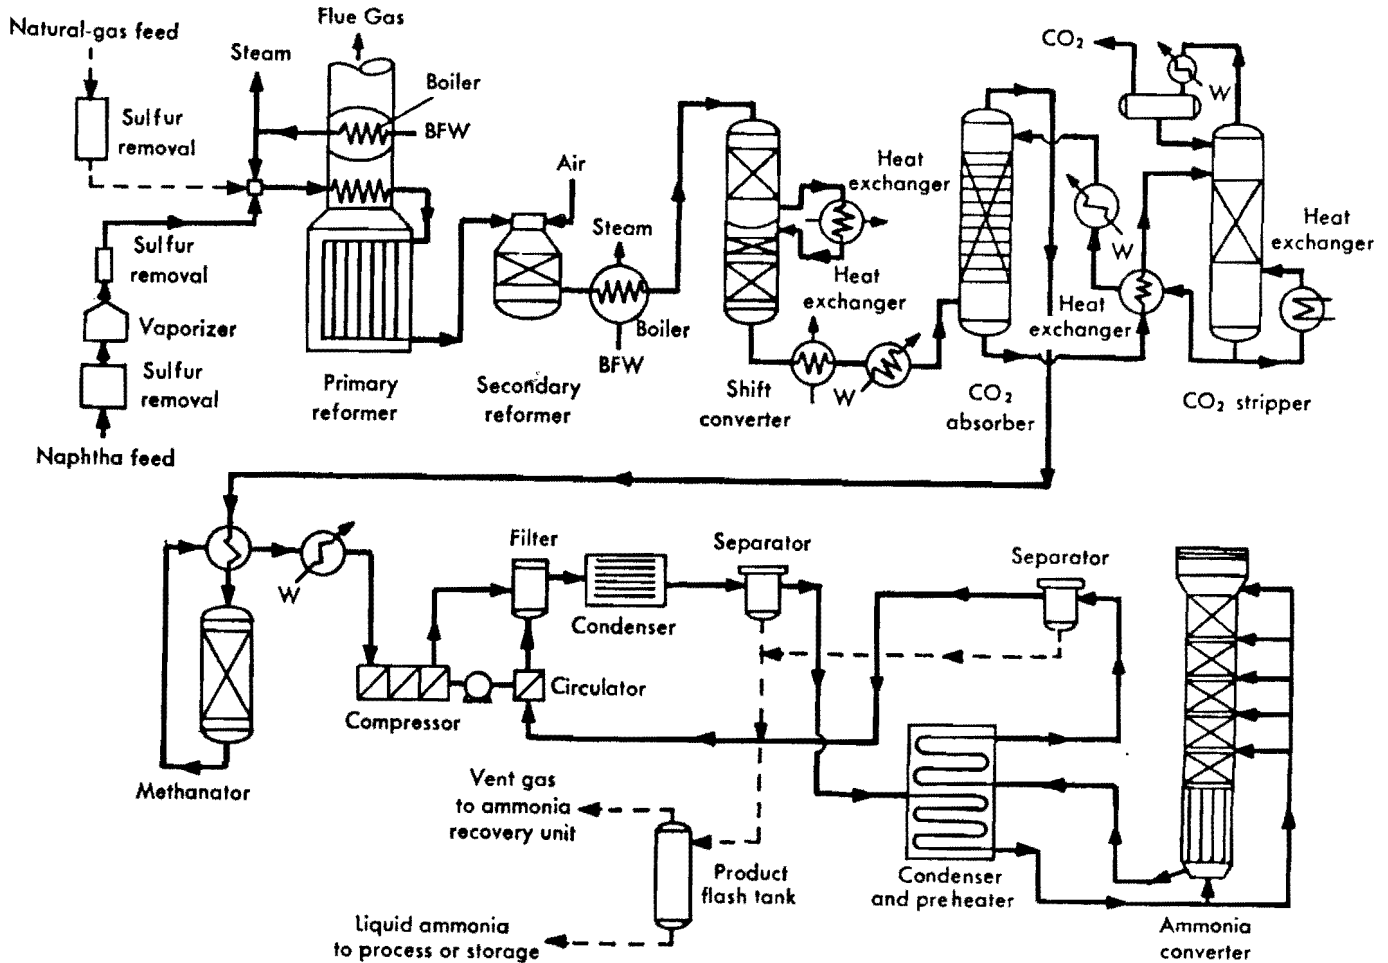 Natural-gas feed
Sulfur
removal
Steam
Flue Gas
Boiler
BFW
Sulfur
removal
Vaporizer
Sulfur
removal
Naphtha feed
Primary
reformer
Air
Secondary
reformer
Steam
Boiler
BFW
Heat
exchanger
Shift
converter
Heat
exchanger
W
CO₂
absorber
CO₂
W
W
Heat
exchanger
Heat
exchanger
CO₂ stripper
W
Methanator
Compressor
Filter
Circulator
Condenser
Separator
Separator
Vent gas
to ammonia
recovery unit
Product
flash tank
Liquid ammonia
to process or storage
Condenser
and preheater
Ammonia
converter